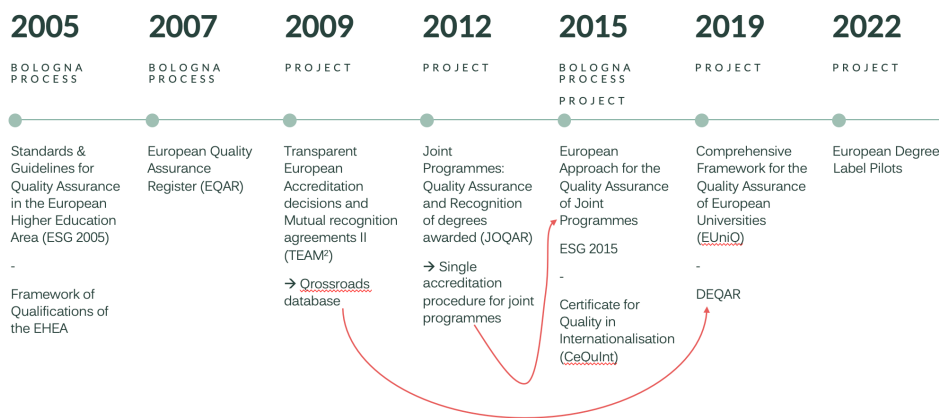 2005
BOLOGNA
PROCESS
Standards &
Guidelines for
Quality Assurance
in the European
Higher Education
Area (ESG 2005)
-
Framework of
Qualifications of
the EHEA
2007
BOLOGNA
PROCESS
European Quality
Assurance
Register (EQAR)
2009
PROJECT
Transparent
European
Accreditation
decisions and
Mutual recognition
agreements II
(TEAM²)
→ Qrossroads
database
2012
PROJECT
Joint
Programmes:
Quality Assurance
and Recognition
of degrees
awarded (JOQAR)
→ Single
accreditation
procedure for joint
programmes
2015
BOLOGNA
PROCESS
PROJECT
European
Approach for the
Quality Assurance
of Joint
Programmes
ESG 2015
-
Certificate for
Quality in
Internationalisation
(CeQuInt)
2019
PROJECT
Comprehensive
Framework for the
Quality Assurance
of European
Universities
(EUniQ)
-
DEQAR
2022
PROJECT
European Degree
Label Pilots